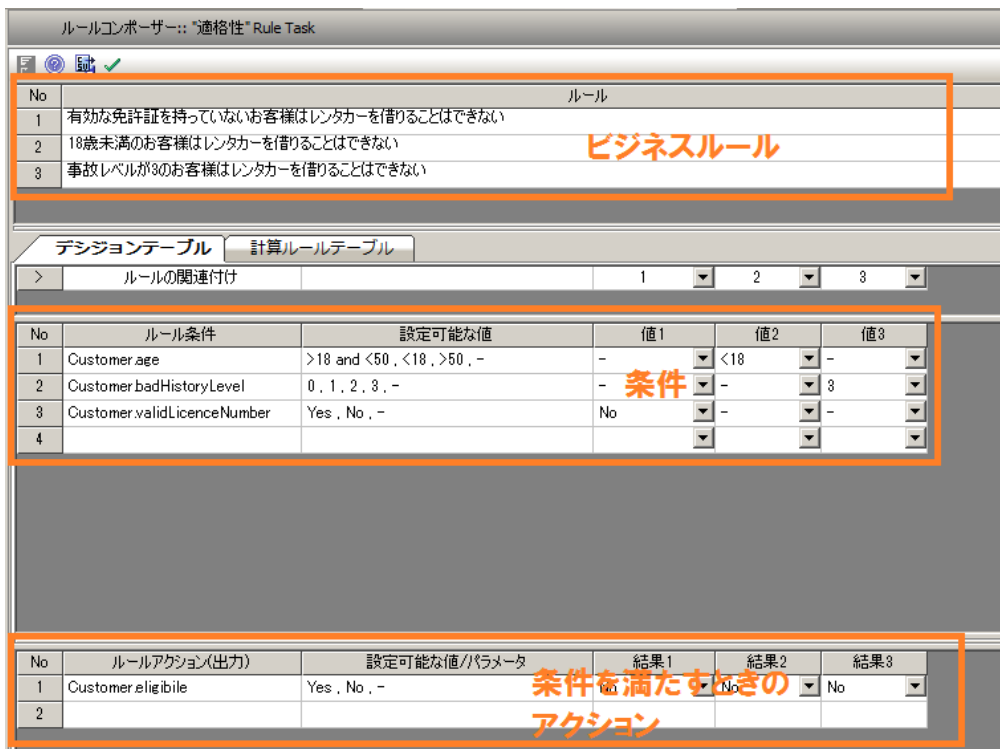 ルールコンポーザー:: "適格性" Rule Task
No ルール
1 有効な免許証を持っていないお客様はレンタカーを借りることはできない
2 18歳未満のお客様はレンタカーを借りることはできない
3 事故レベルが3のお客様はレンタカーを借りることはできない
ビジネスルール
デシジョンテーブル 計算ルールテーブル
> ルールの関連付け 1 2 3
No ルール条件 設定可能な値 値1 値2 値3
1 Customer.age >18 and <50 , <18 , >50 , - - <18 -
2 Customer.badHistoryLevel 0 , 1 , 2 , 3 , - - - 3
3 Customer.validLicenceNumber Yes , No , - No - -
4
条件
No ルールアクション(出力) 設定可能な値/パラメータ 結果1 結果2 結果3
1 Customer.eligibile Yes , No , - No No No
2
条件を満たすときの
アクション